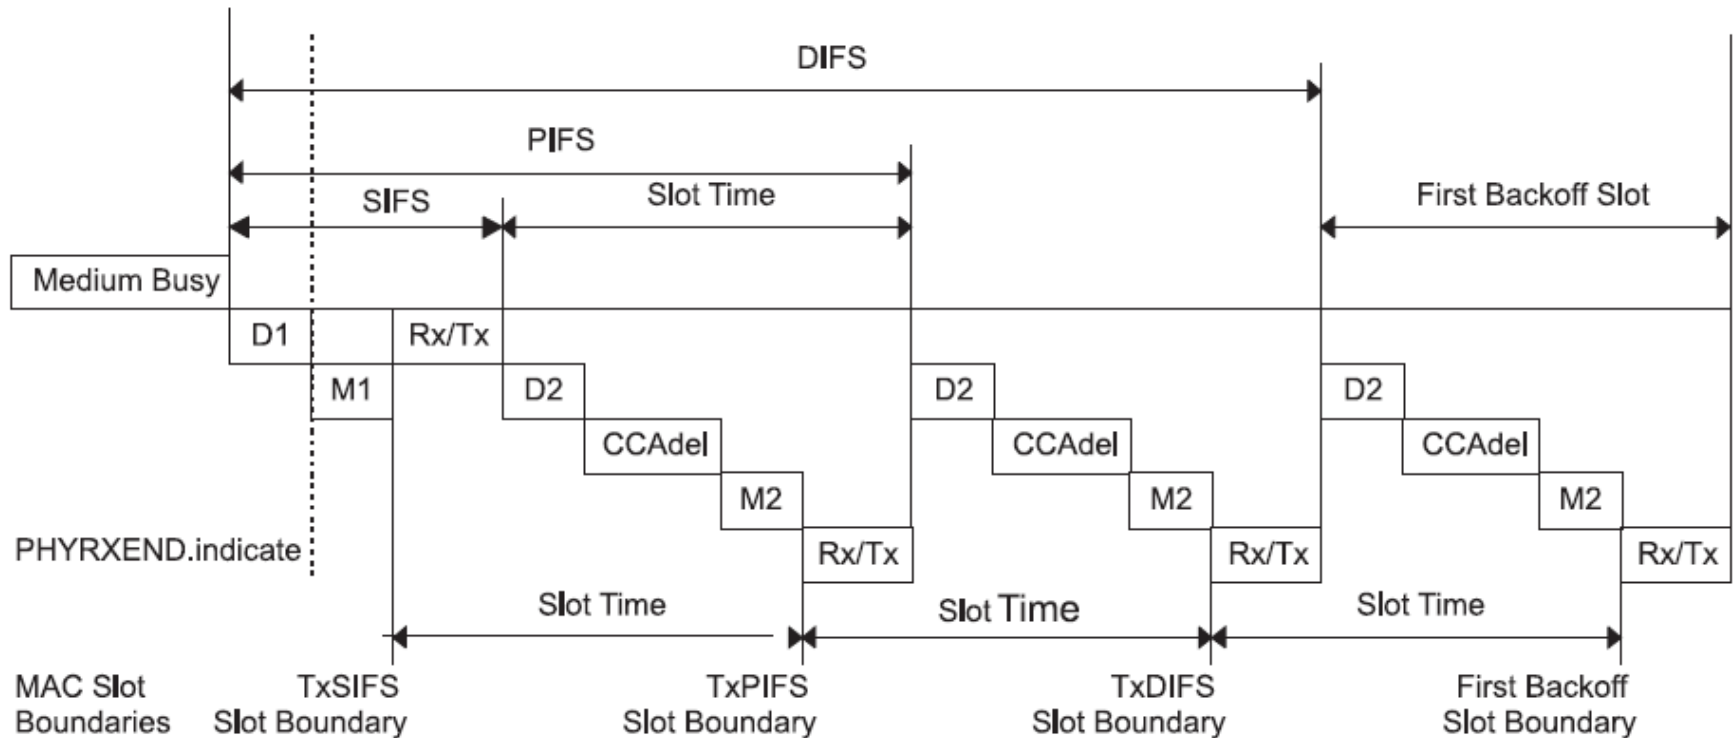 DIFS
PIFS
SIFS
Slot Time
First Backoff Slot
Medium Busy
D1
Rx/Tx
M1
D2
D2
D2
CCAdel
CCAdel
CCAdel
M2
M2
M2
PHYRXEND.indicate
Rx/Tx
Rx/Tx
Rx/Tx
Slot Time
Slot Time
Slot Time
MAC Slot
Boundaries
TxSIFS
Slot Boundary
TxPIFS
Slot Boundary
TxDIFS
Slot Boundary
First Backoff
Slot Boundary